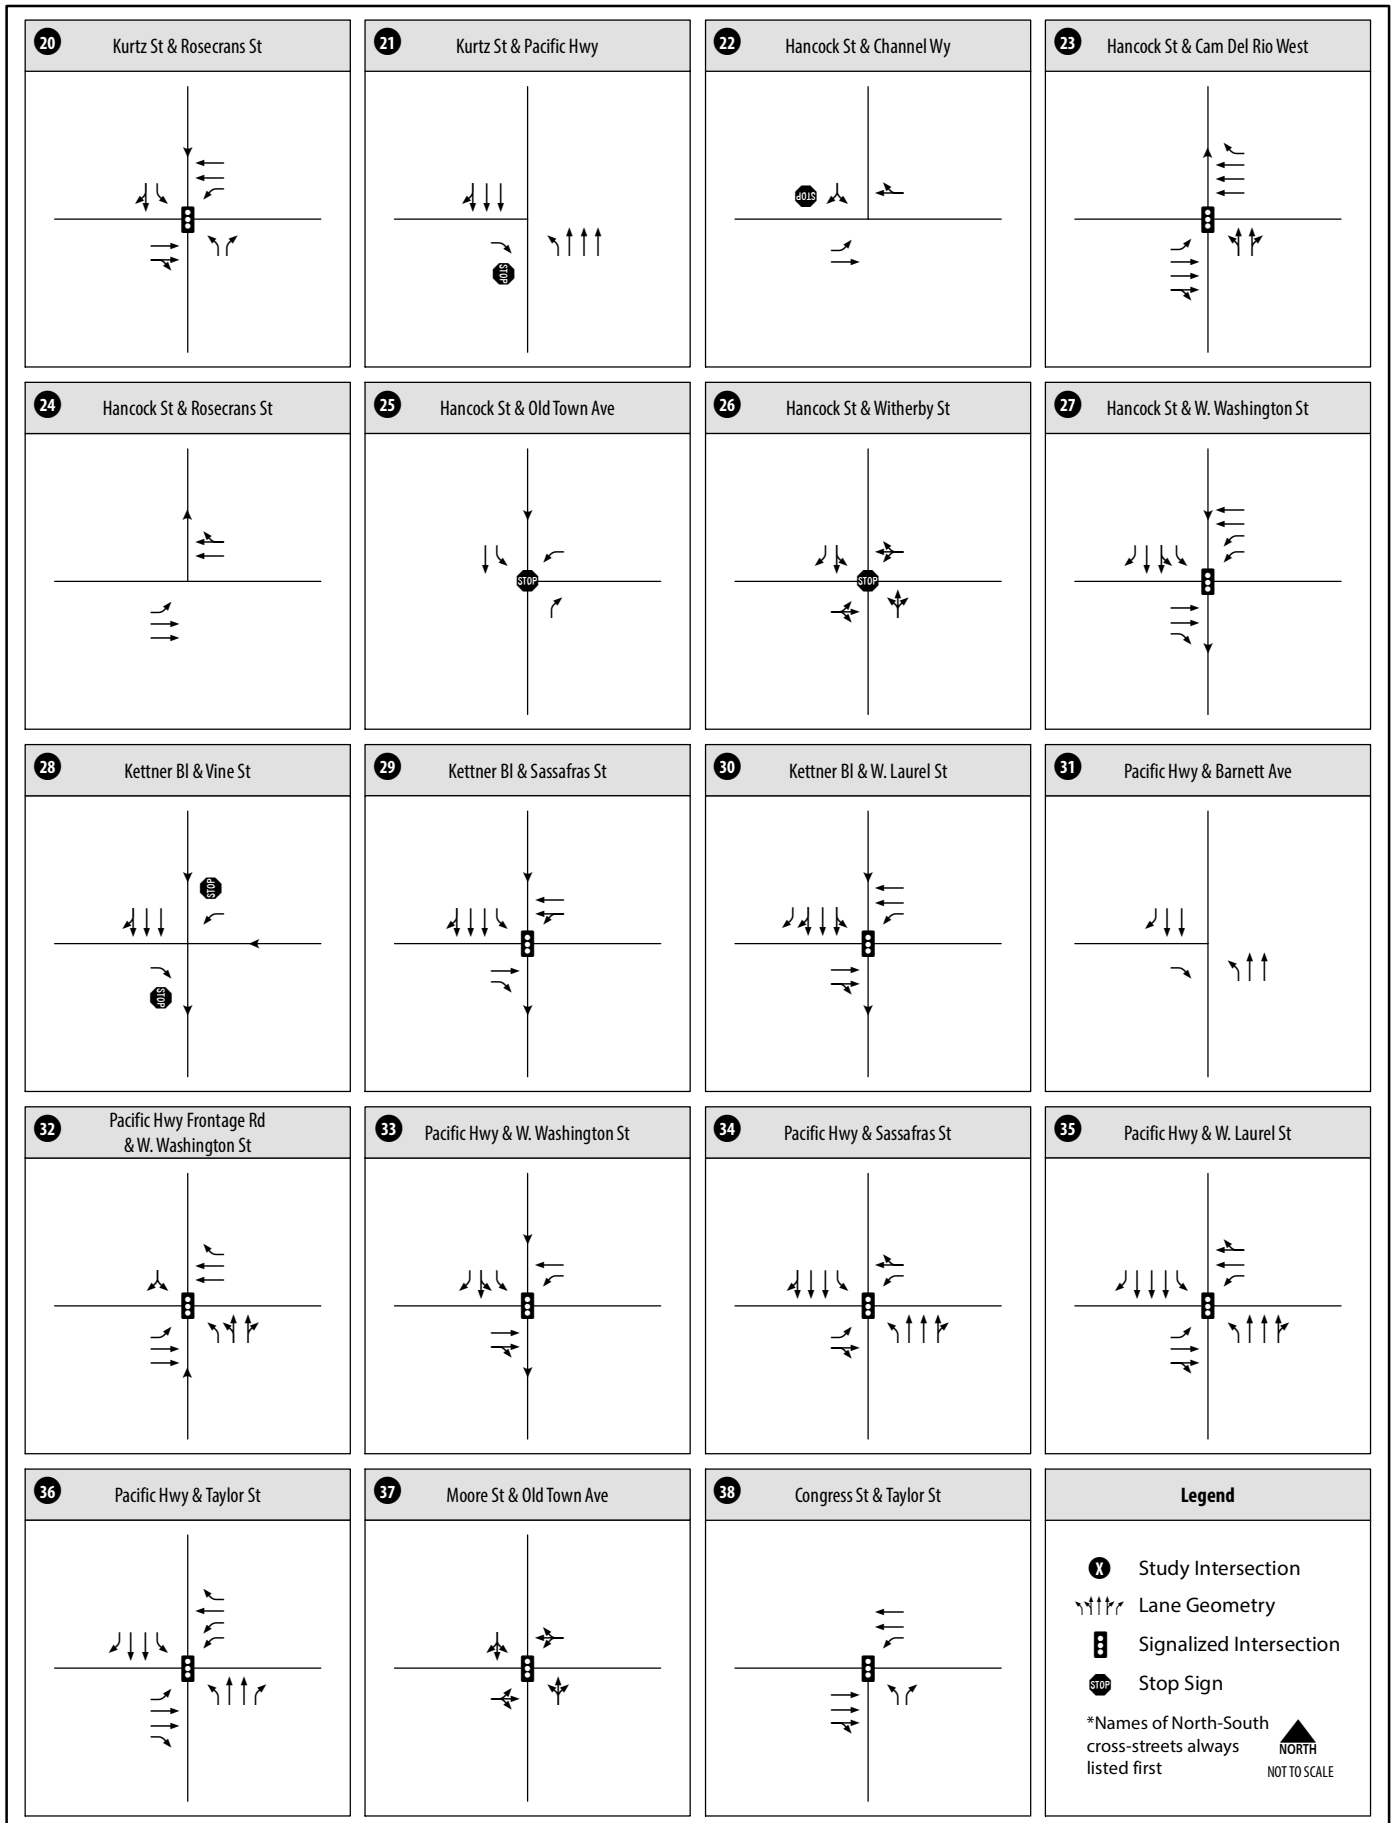 20 Kurtz St & Rosecrans St
21 Kurtz St & Pacific Hwy
22 Hancock St & Channel Wy
23 Hancock St & Cam Del Rio West
STOP
STOP
24 Hancock St & Rosecrans St
25 Hancock St & Old Town Ave
26 Hancock St & Witherby St
27 Hancock St & W. Washington St
STOP
STOP
28 Kettner Bl & Vine St
29 Kettner Bl & Sassafras St
30 Kettner Bl & W. Laurel St
31 Pacific Hwy & Barnett Ave
STOP
STOP
32 Pacific Hwy Frontage Rd
& W. Washington St
33 Pacific Hwy & W. Washington St
34 Pacific Hwy & Sassafras St
35 Pacific Hwy & W. Laurel St
36 Pacific Hwy & Taylor St
37 Moore St & Old Town Ave
38 Congress St & Taylor St
Legend
X Study Intersection
Lane Geometry
Signalized Intersection
STOP Stop Sign
*Names of North-South
cross-streets always
listed first
NORTH
NOT TO SCALE